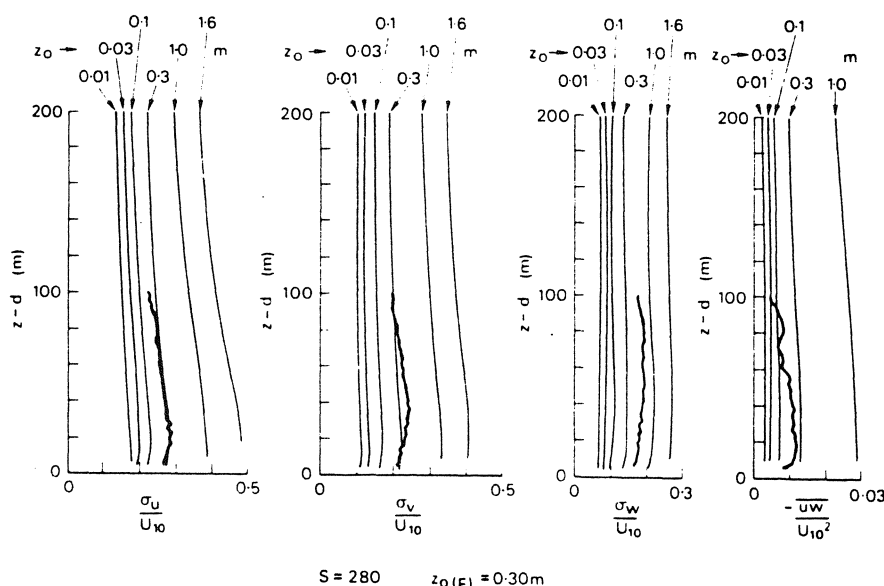 0·1 1·6 0·1 1·6 0·1 1·6 0·1
z₀ → 0·03 1·0 m 0·03 1·0 m z₀ → 0·03 1·0 m z₀ → 0·03 m
0·01 0·3 0·01 0·3 0·01 0·3 0·01 0·3 1·0
200 200 200 200
z - d (m) z - d (m) z - d (m) z - d (m)
100 100 100 100
0 0 0 0
0 0·5 0 0·5 0 0·3 0 0·03
σu/U10 σv/U10 σw/U10 -uw/U10²
S = 280 z₀(E) = 0·30m